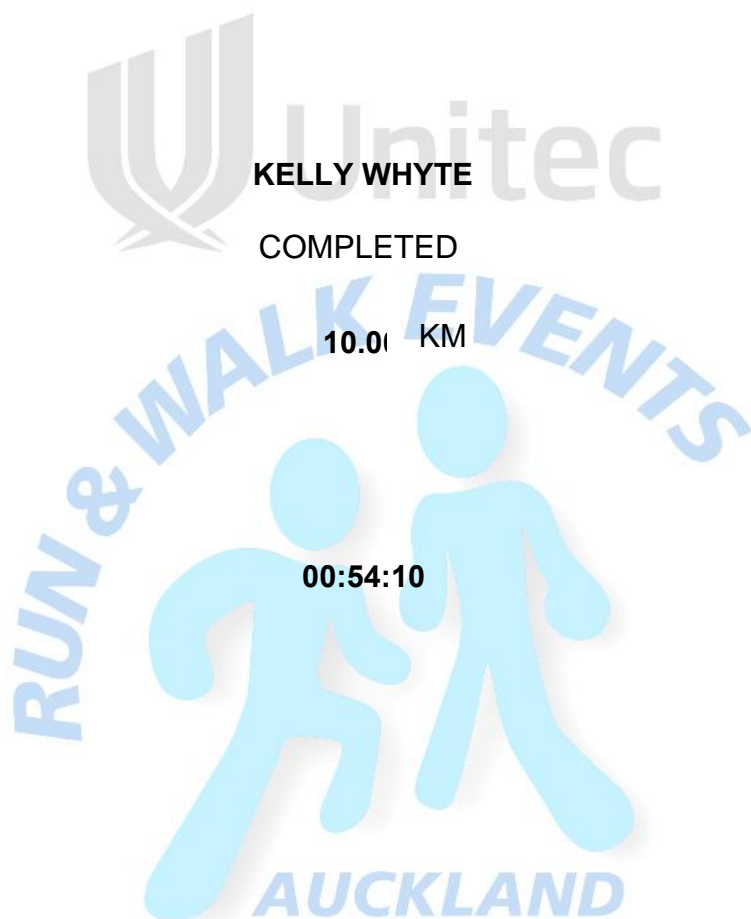 Unitec
KELLY WHYTE
COMPLETED
10.0 KM
RUN & WALK EVENTS
00:54:10
AUCKLAND